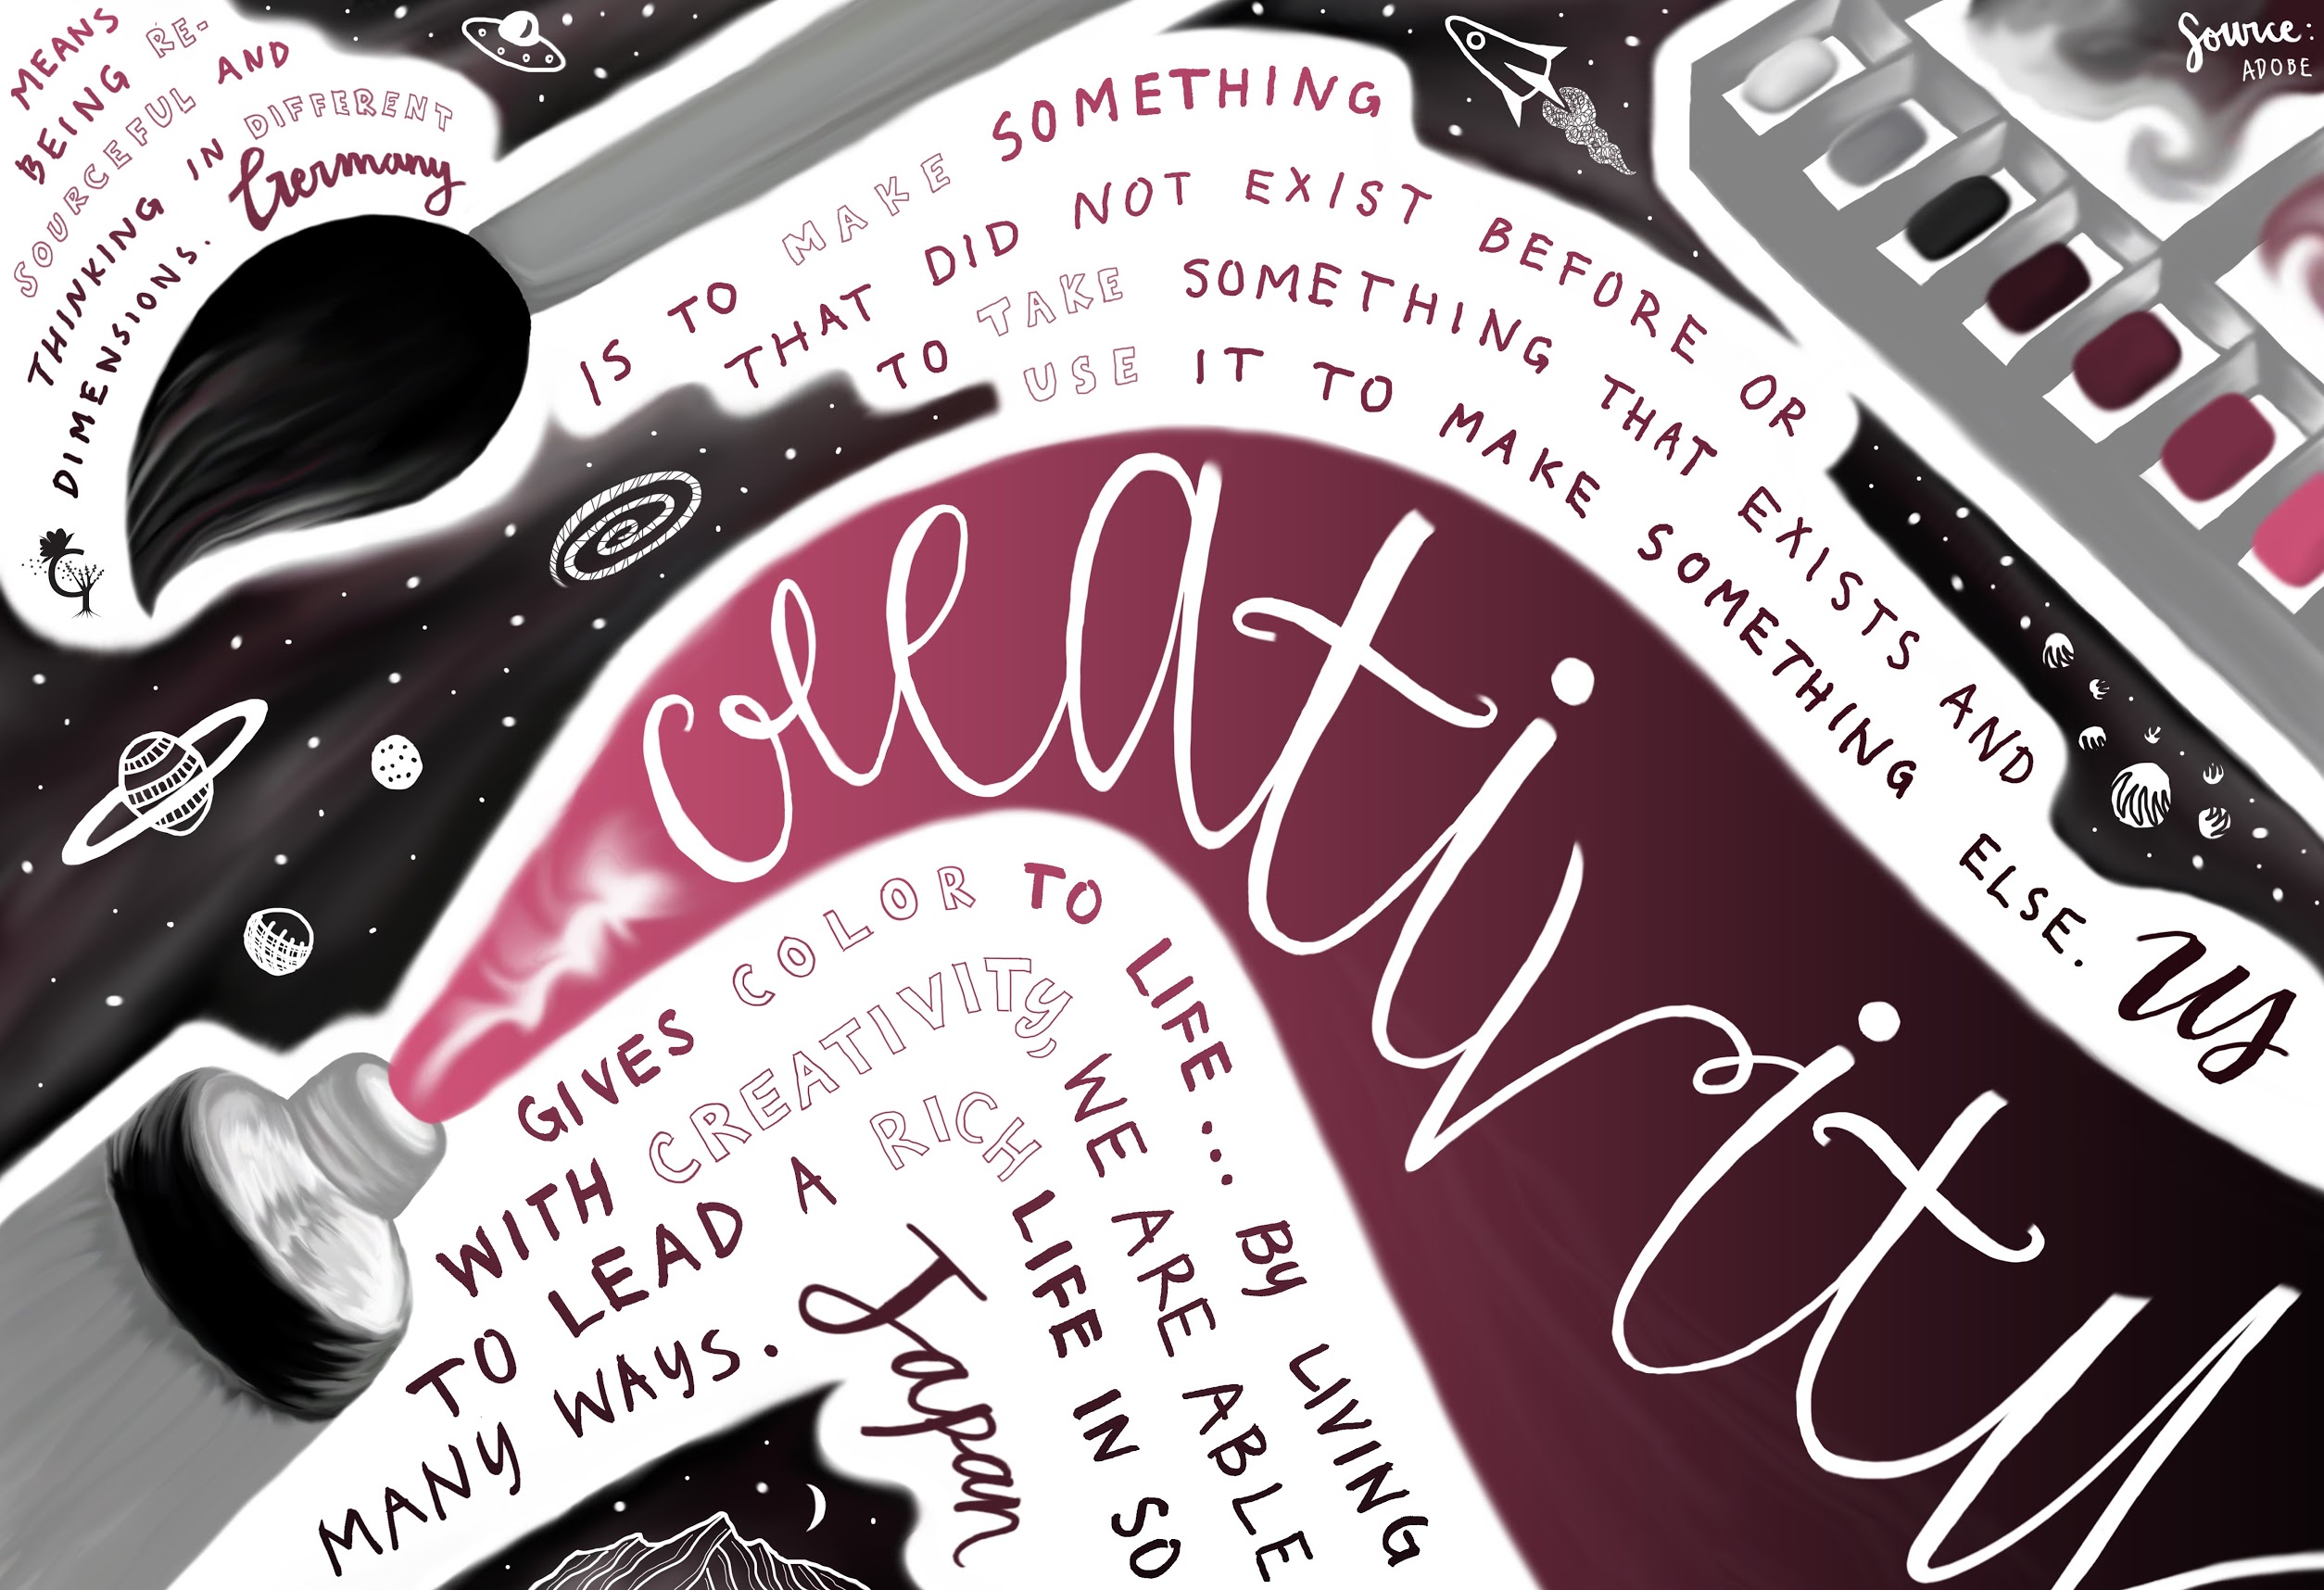 MEANS
BEING RE-
SOURCEFUL AND
THINKING IN DIFFERENT
DIMENSIONS.
Germany
Source:
ADOBE
IS TO MAKE SOMETHING
THAT DID NOT EXIST BEFORE OR
TO TAKE SOMETHING THAT EXISTS AND
USE IT TO MAKE SOMETHING ELSE.
US
creativity
GIVES COLOR TO LIFE... BY LIVING
WITH CREATIVITY, WE ARE ABLE
TO LEAD A RICH LIFE IN SO
MANY WAYS.
Japan